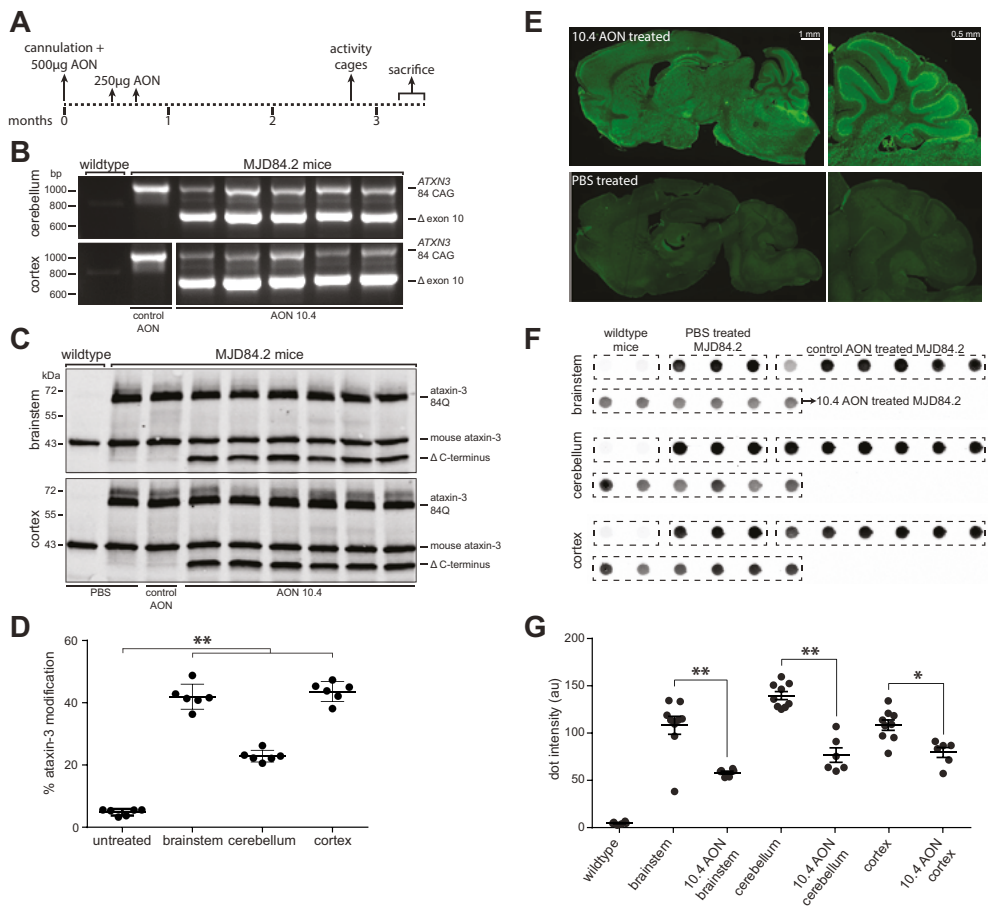 A
cannulation +
500µg AON
250µg AON
activity
cages
sacrifice
months
0
1
2
3
B
wildtype
MJD84.2 mice
bp
cerebellum
1000
800
600
ATXN3
84 CAG
Δ exon 10
cortex
1000
800
600
ATXN3
84 CAG
Δ exon 10
control
AON
AON 10.4
C
wildtype
MJD84.2 mice
kDa
brainstem
72
55
43
ataxin-3
84Q
mouse ataxin-3
Δ C-terminus
cortex
72
55
43
ataxin-3
84Q
mouse ataxin-3
Δ C-terminus
PBS
control
AON
AON 10.4
D
% ataxin-3 modification
60
40
20
0
**
untreated
brainstem
cerebellum
cortex
E
10.4 AON treated
1 mm
0.5 mm
PBS treated
F
wildtype
mice
PBS treated
MJD84.2
control AON treated MJD84.2
brainstem
10.4 AON treated MJD84.2
cerebellum
cortex
G
dot intensity (au)
200
150
100
50
0
**
**
*
wildtype
brainstem
10.4 AON
brainstem
cerebellum
10.4 AON
cerebellum
cortex
10.4 AON
cortex